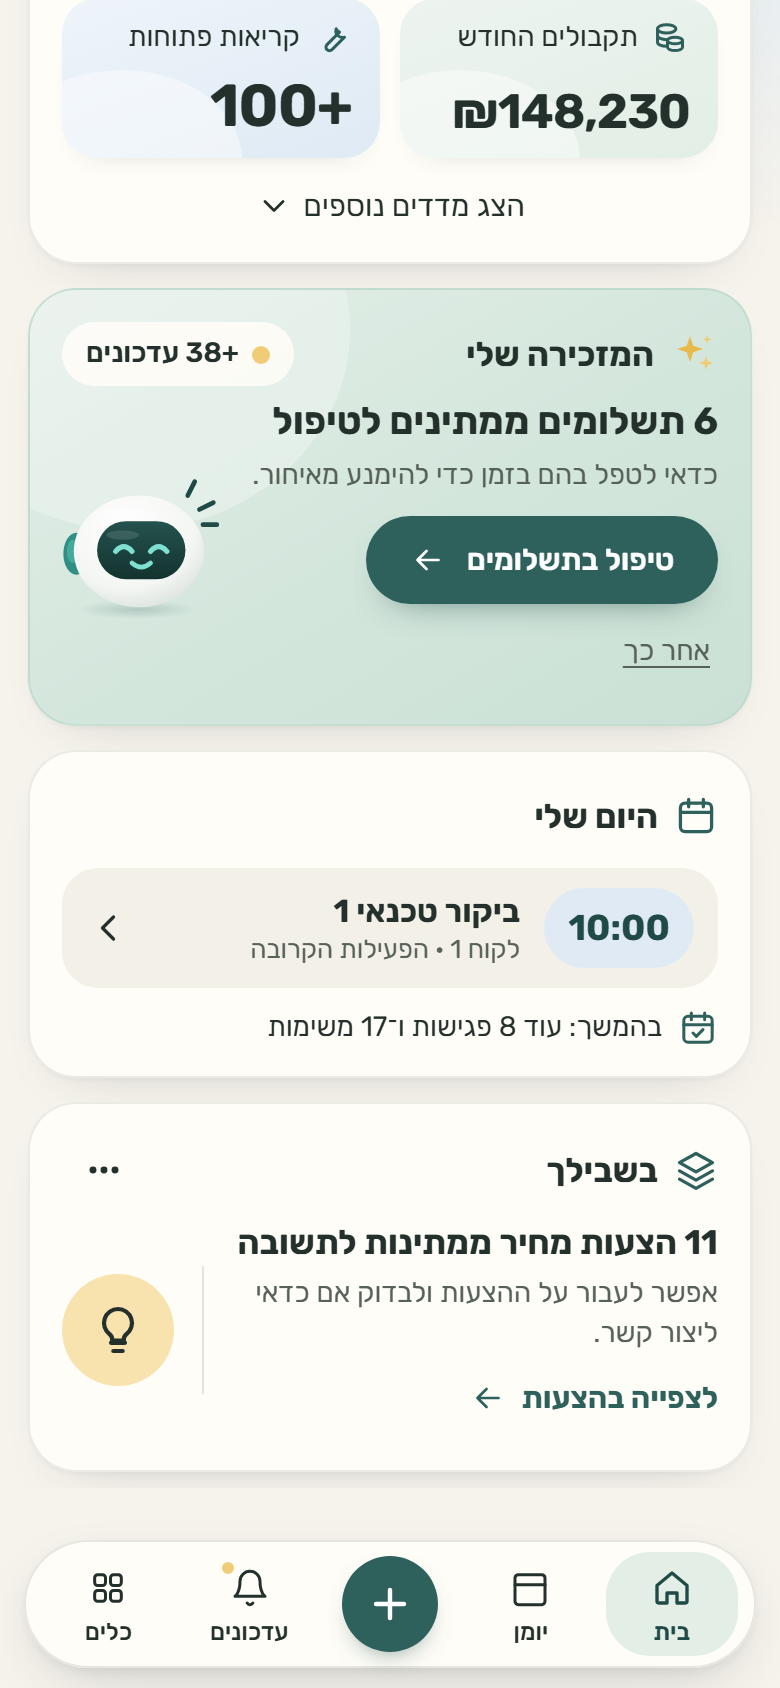 תקבולים החודש
₪148,230
קריאות פתוחות
100+
הצג מדדים נוספים
המזכירה שלי
38+ עדכונים
6 תשלומים ממתינים לטיפול
כדאי לטפל בהם בזמן כדי להימנע מאיחור.
טיפול בתשלומים
אחר כך
היום שלי
10:00
ביקור טכנאי 1
לקוח 1 • הפעילות הקרובה
בהמשך: עוד 8 פגישות ו־17 משימות
בשבילך
11 הצעות מחיר ממתינות לתשובה
אפשר לעבור על ההצעות ולבדוק אם כדאי
ליצור קשר.
לצפייה בהצעות
בית
יומן
עדכונים
כלים